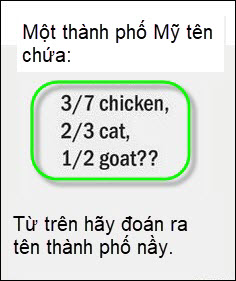 Một thành phố Mỹ tên
chứa:
3/7 chicken,
2/3 cat,
1/2 goat??
Từ trên hãy đoán ra
tên thành phố nầy.